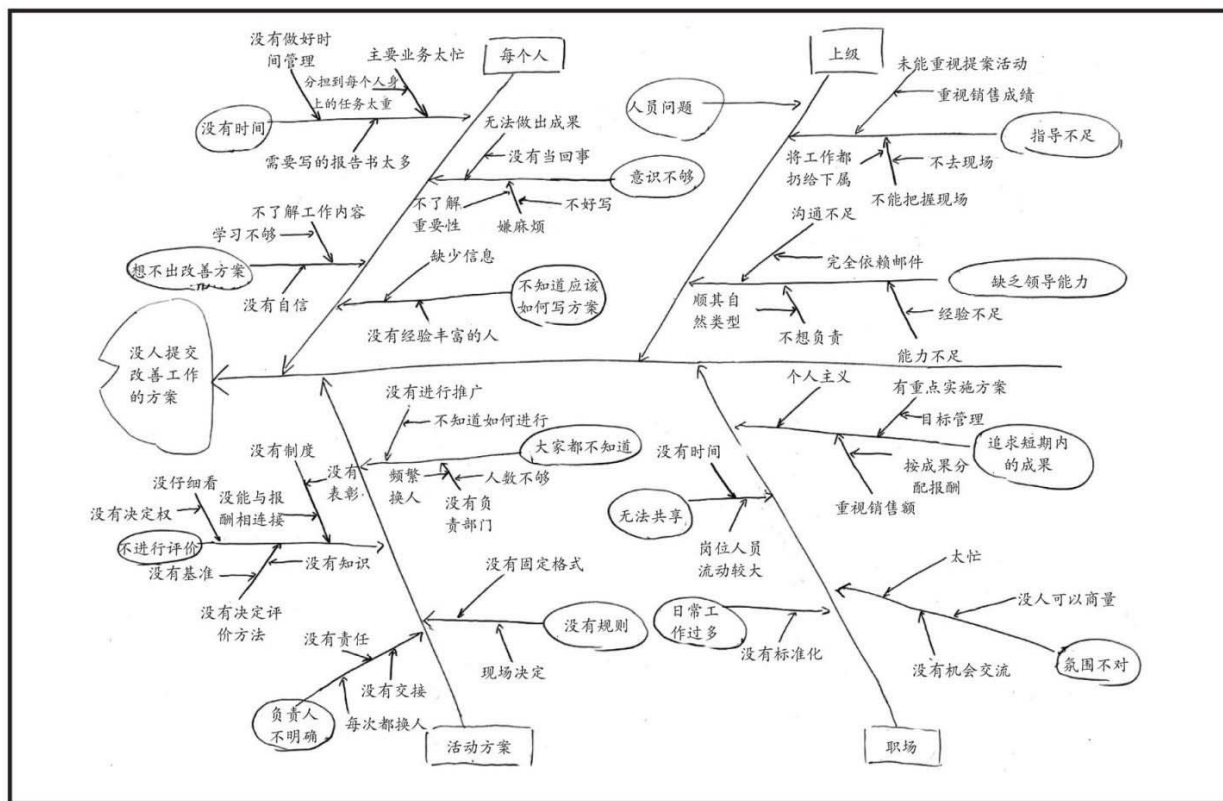 没有做好时
间管理
主要业务太忙
分担到每个人身
上的任务太重
没有时间
需要写的报告书太多
每个人
无法做出成果
没有当回事
意识不够
不了解
重要性
不好写
嫌麻烦
不了解工作内容
学习不够
想不出改善方案
没有自信
缺少信息
不知道应该
如何写方案
没有经验丰富的人
上级
人员问题
未能重视提案活动
重视销售成绩
指导不足
将工作都
扔给下属
不去现场
不能把握现场
沟通不足
完全依赖邮件
缺乏领导能力
顺其自
然类型
不想负责
经验不足
能力不足
没人提交
改善工作
的方案
没有进行推广
不知道如何进行
大家都不知道
频繁
换人
人数不够
没有负
责部门
没有制度
没有
表彰
没仔细看
没能与报
酬相连接
没有决定权
不进行评价
没有基准
没有知识
没有决定评
价方法
没有固定格式
没有规则
现场决定
没有责任
没有交接
负责人
不明确
每次都换人
活动方案
个人主义
有重点实施方案
目标管理
追求短期内
的成果
按成果分
配报酬
重视销售额
没有时间
无法共享
岗位人员
流动较大
太忙
没人可以商量
没有机会交流
氛围不对
日常工
作过多
没有标准化
职场